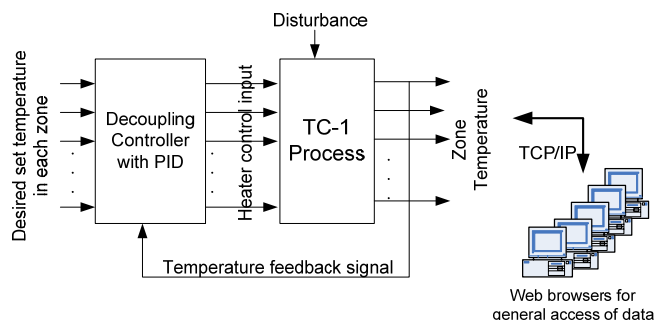 Disturbance
Desired set temperature
in each zone
Decoupling
Controller
with PID
Heater control input
TC-1
Process
Zone
Temperature
TCP/IP
Temperature feedback signal
Web browsers for
general access of data